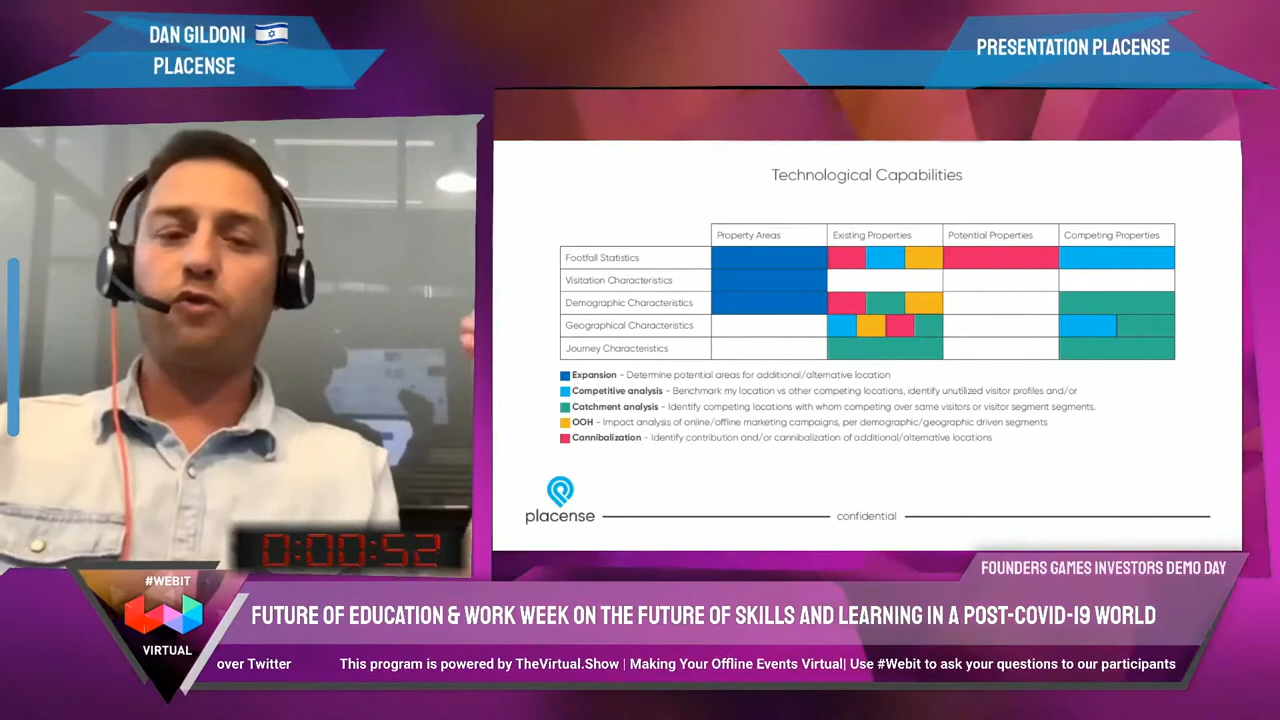 DAN GILDONI
PLACENSE
PRESENTATION PLACENSE
Technological Capabilities
Property Areas
Existing Properties
Potential Properties
Competing Properties
Footfall Statistics
Visitation Characteristics
Demographic Characteristics
Geographical Characteristics
Journey Characteristics
Expansion - Determine potential areas for additional/alternative location
Competitive analysis - Benchmark my location vs other competing locations, identify unutilized visitor profiles and/or
Catchment analysis - Identify competing locations with whom competing over same visitors or visitor segment segments.
OOH - Impact analysis of online/offline marketing campaigns, per demographic/geographic driven segments
Cannibalization - Identify contribution and/or cannibalization of additional/alternative locations
placense
confidential
0:00:52
FOUNDERS GAMES INVESTORS DEMO DAY
#WEBIT
VIRTUAL
FUTURE OF EDUCATION & WORK WEEK ON THE FUTURE OF SKILLS AND LEARNING IN A POST-COVID-19 WORLD
over Twitter This program is powered by TheVirtual.Show | Making Your Offline Events Virtual| Use #Webit to ask your questions to our participants